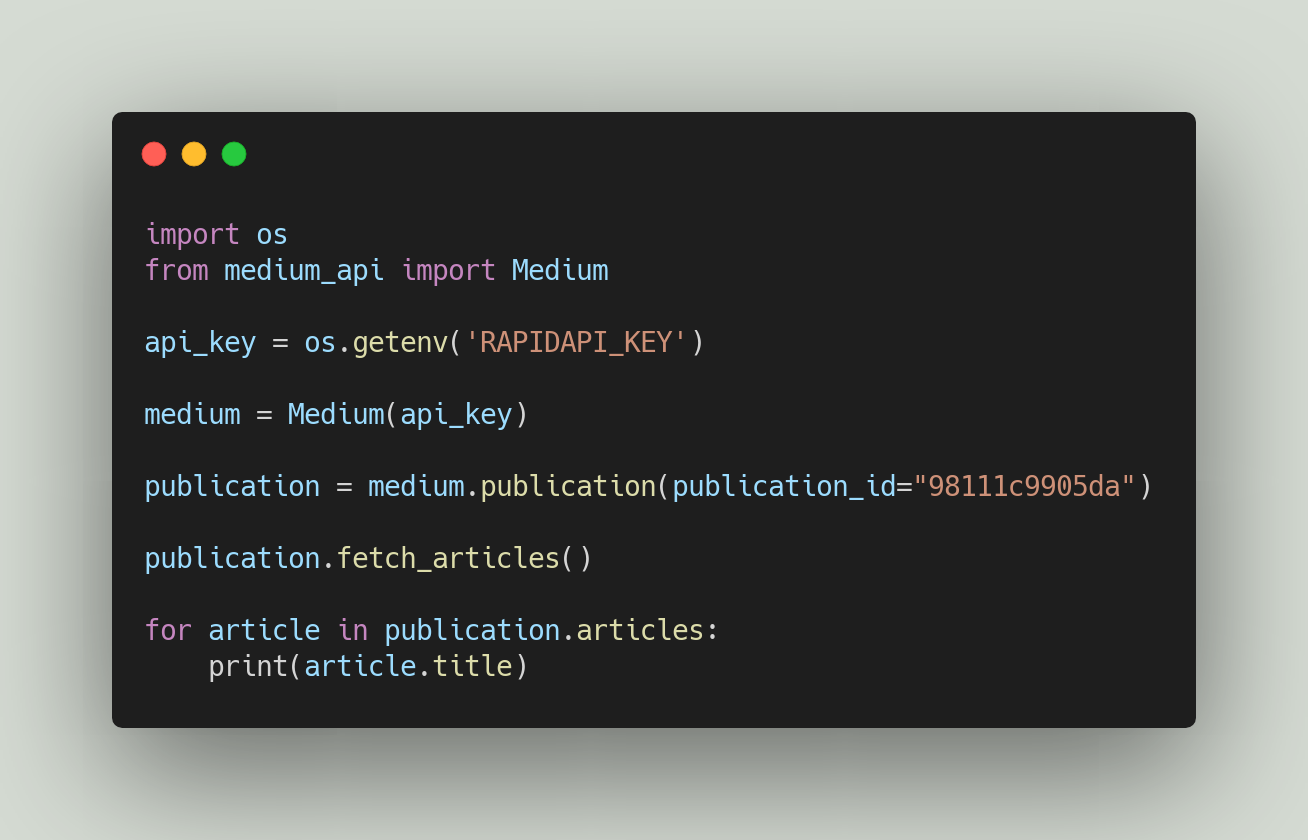 import os
from medium_api import Medium
api_key = os.getenv('RAPIDAPI_KEY')
medium = Medium(api_key)
publication = medium.publication(publication_id="98111c9905da")
publication.fetch_articles()
for article in publication.articles:
    print(article.title)